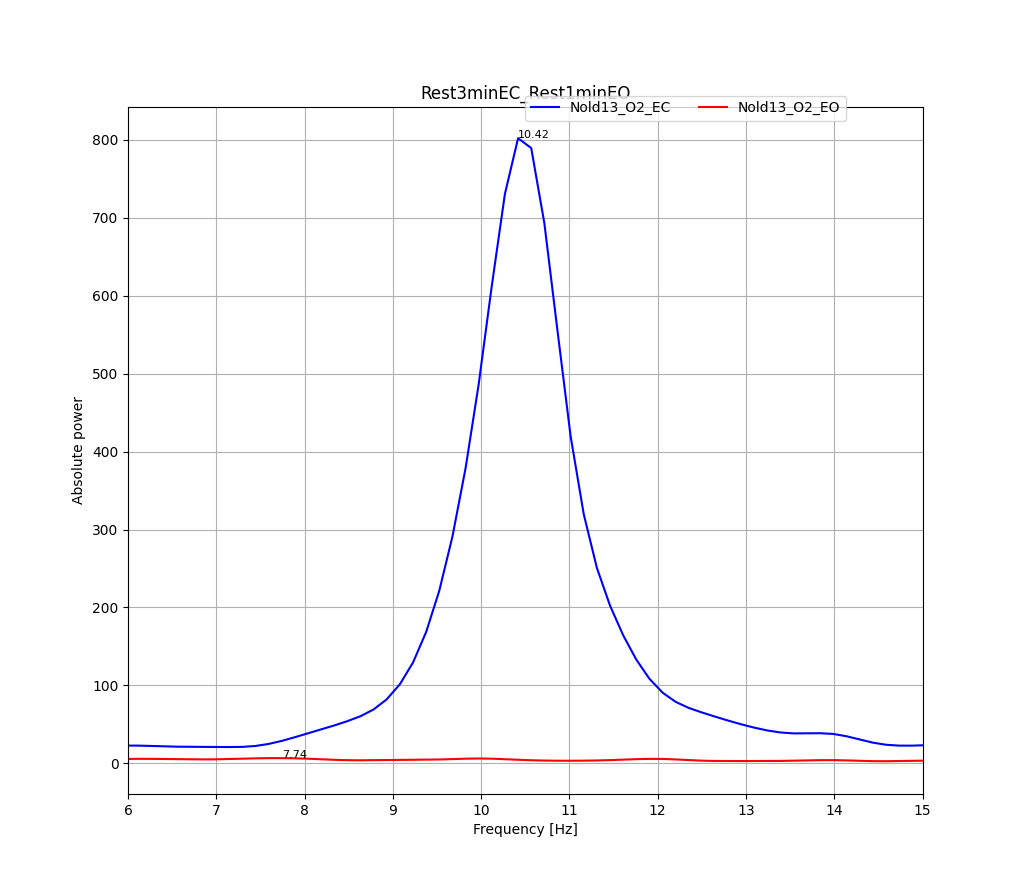 Rest3minEC_Rest1minEO
Nold13_O2_EC
Nold13_O2_EO
10.42
800
700
600
500
400
300
200
100
0
Absolute power
7.74
6 7 8 9 10 11 12 13 14 15
Frequency [Hz]